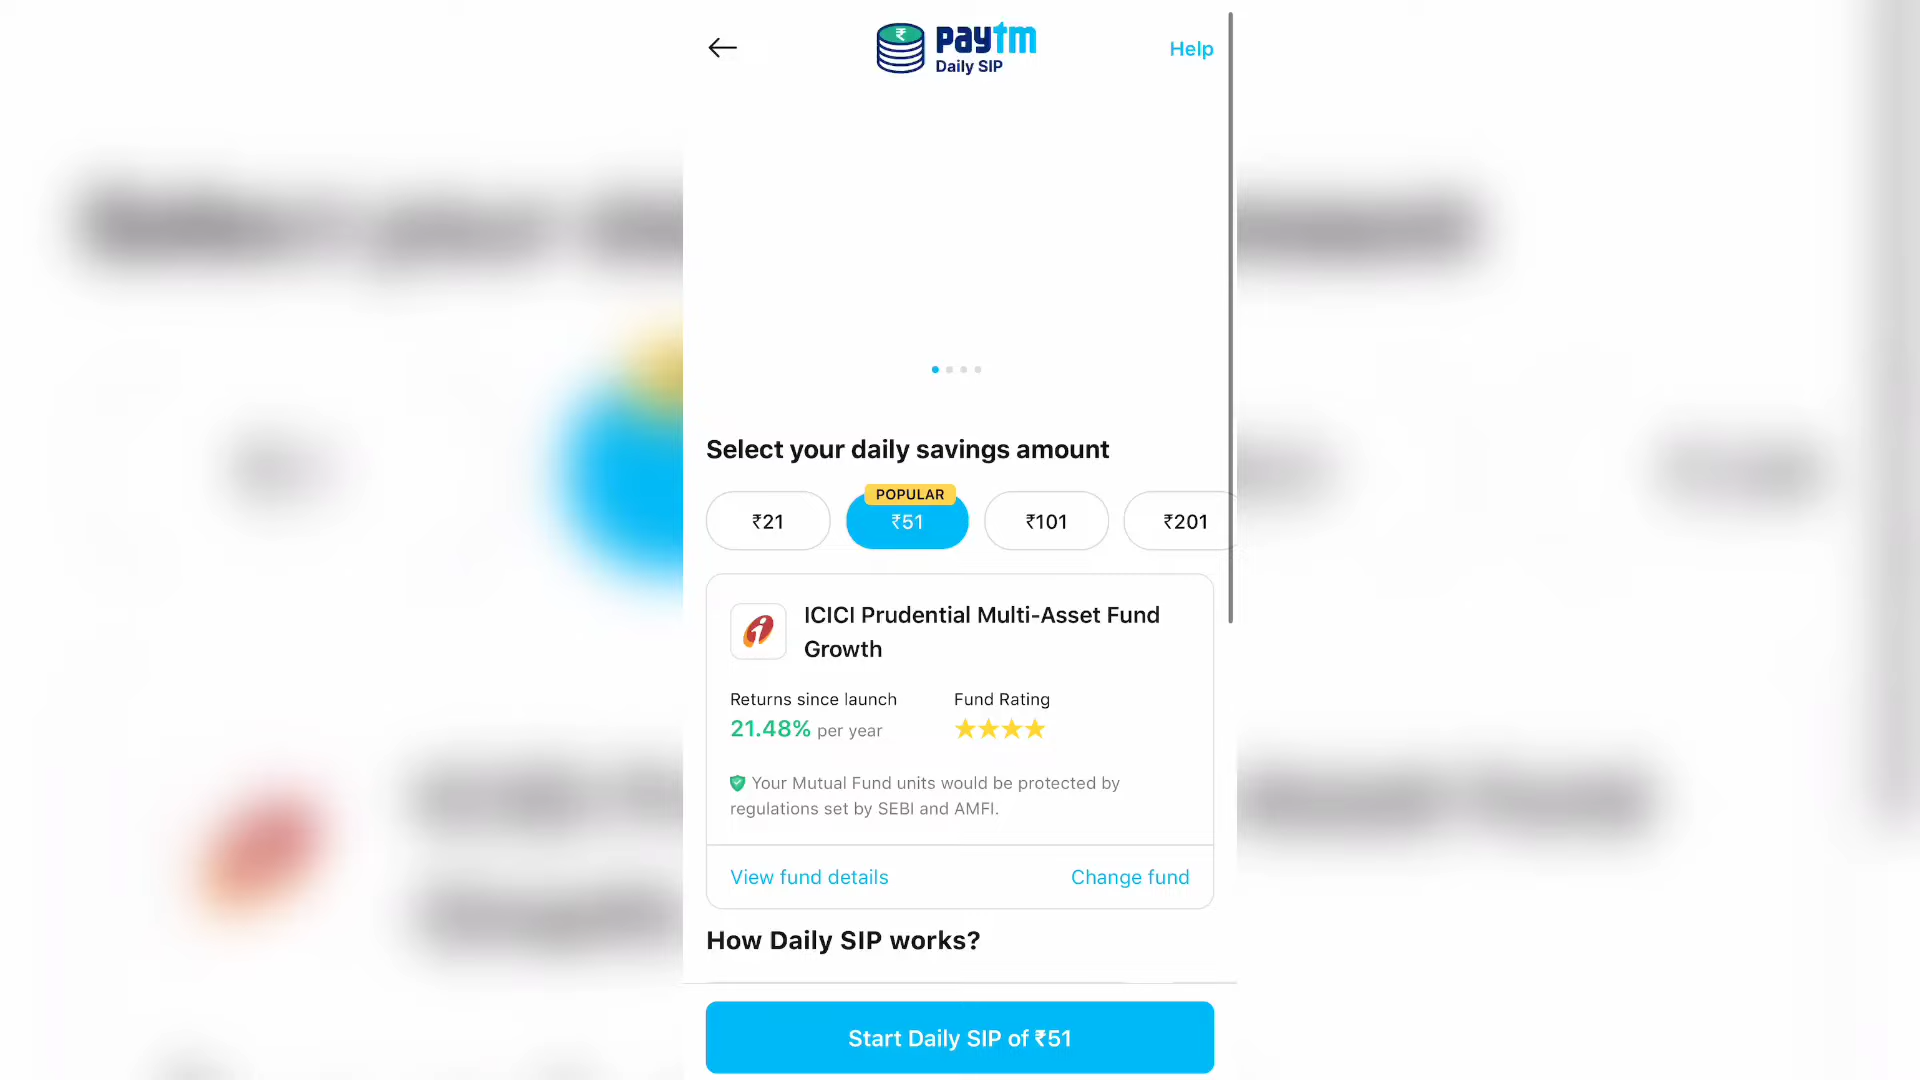 paytm
Help
Daily SIP
Select your daily savings amount
POPULAR
₹21
₹51
₹101
₹201
ICICI Prudential Multi-Asset Fund
Growth
Returns since launch
Fund Rating
21.48% per year
Your Mutual Fund units would be protected by
regulations set by SEBI and AMFI.
View fund details
Change fund
How Daily SIP works?
Start Daily SIP of ₹51